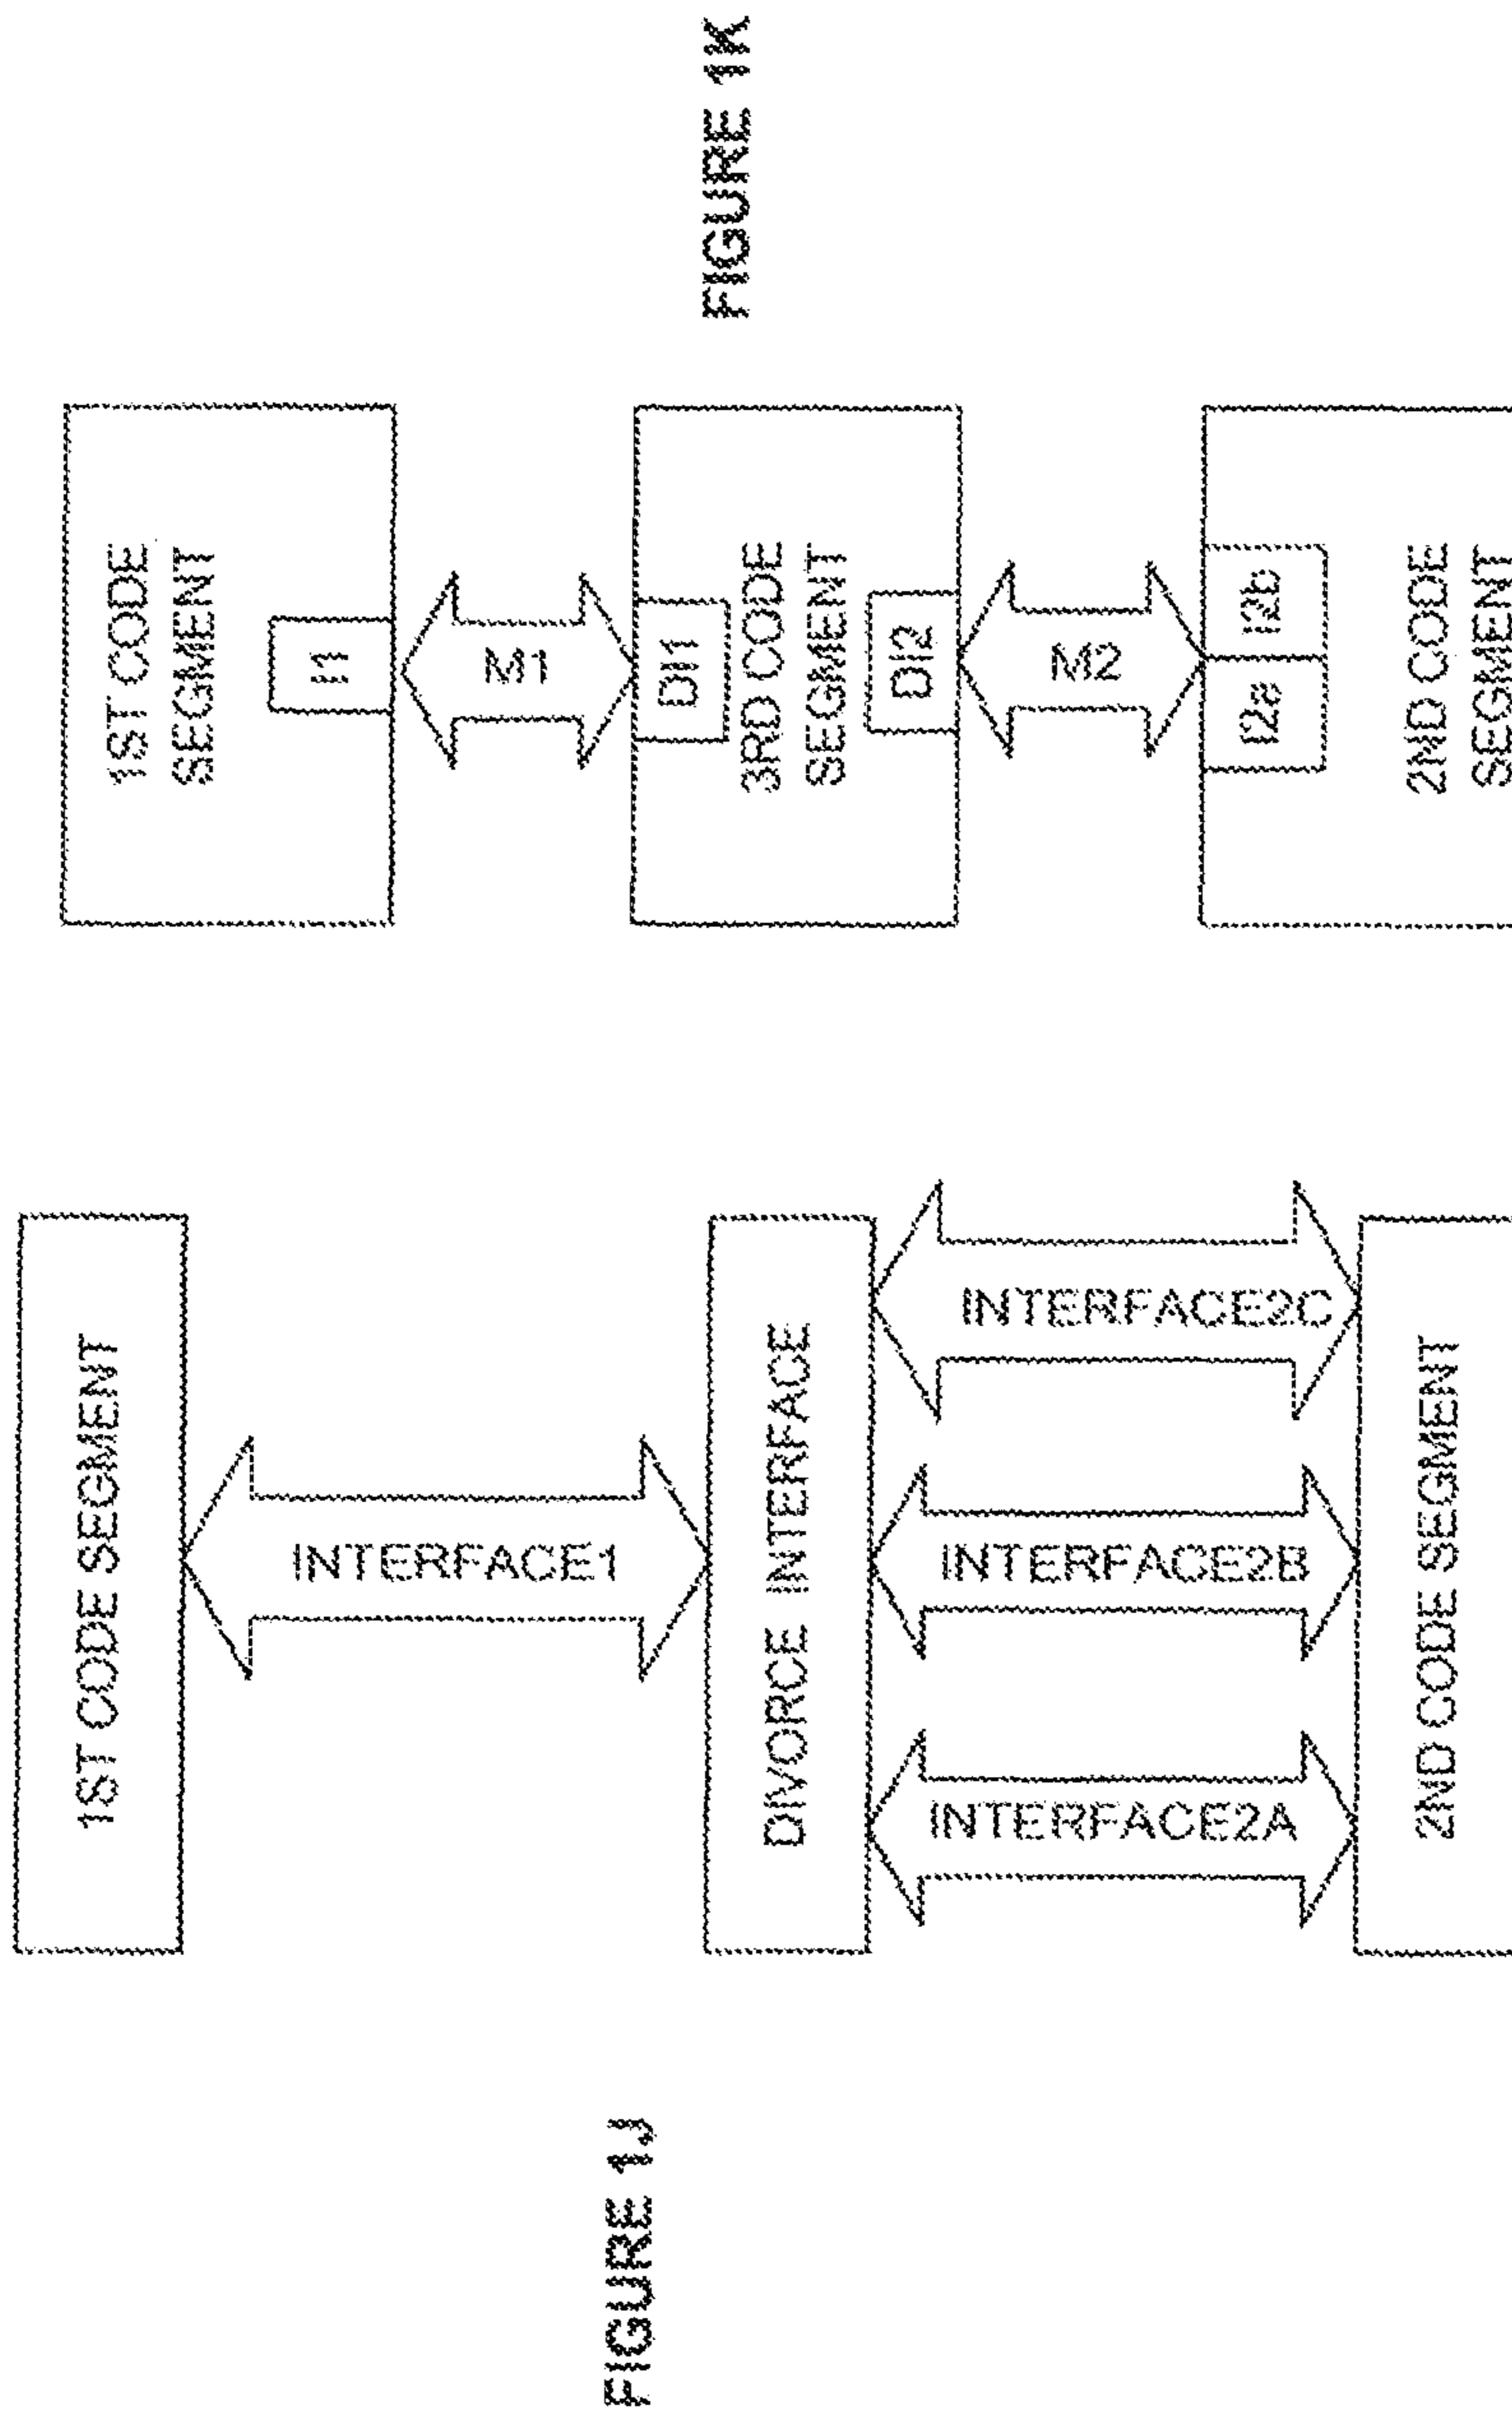 FIGURE 1J
1ST CODE SEGMENT
INTERFACE1
DIVORCE INTERFACE
INTERFACE2A
INTERFACE2B
INTERFACE2C
2ND CODE SEGMENT
FIGURE 1K
1ST CODE
SEGMENT
I1
M1
DI1
3RD CODE
SEGMENT
DI2
M2
I2a
I2b
2ND CODE
SEGMENT